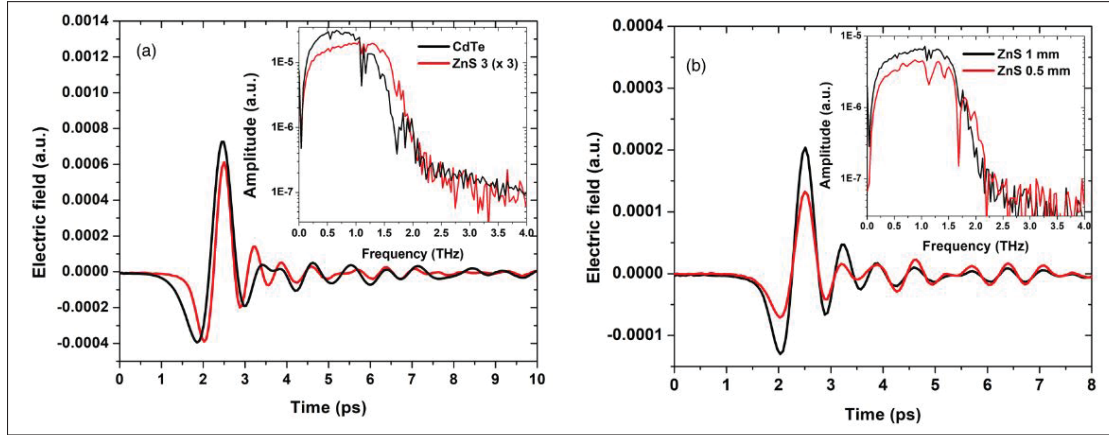 (a)
CdTe
ZnS 3 (x 3)
1E-5
1E-6
1E-7
Amplitude (a.u.)
0.0 0.5 1.0 1.5 2.0 2.5 3.0 3.5 4.0
Frequency (THz)
0.0014
0.0012
0.0010
0.0008
0.0006
0.0004
0.0002
0.0000
-0.0002
-0.0004
Electric field (a.u.)
0 1 2 3 4 5 6 7 8 9 10
Time (ps)
(b)
ZnS 1 mm
ZnS 0.5 mm
1E-5
1E-6
1E-7
Amplitude (a.u.)
0.0 0.5 1.0 1.5 2.0 2.5 3.0 3.5 4.0
Frequency (THz)
0.0004
0.0003
0.0002
0.0001
0.0000
-0.0001
Electric field (a.u.)
0 1 2 3 4 5 6 7 8
Time (ps)